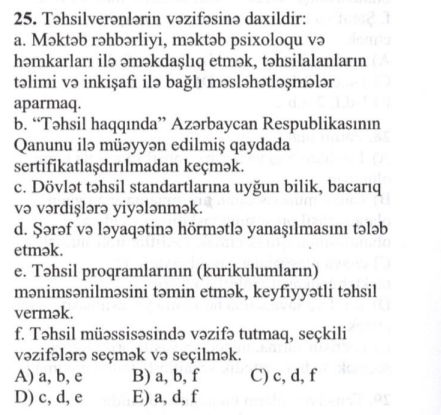 25. Təhsilverənlərin vəzifəsinə daxildir:
a. Məktəb rəhbərliyi, məktəb psixoloqu və
həmkarları ilə əməkdaşlıq etmək, təhsilalanların
təlimi və inkişafı ilə bağlı məsləhətləşmələr
aparmaq.
b. “Təhsil haqqında” Azərbaycan Respublikasının
Qanunu ilə müəyyən edilmiş qaydada
sertifikatlaşdırılmadan keçmək.
c. Dövlət təhsil standartlarına uyğun bilik, bacarıq
və vərdişlərə yiyələnmək.
d. Şərəf və ləyaqətinə hörmətlə yanaşılmasını tələb
etmək.
e. Təhsil proqramlarının (kurikulumların)
mənimsənilməsini təmin etmək, keyfiyyətli təhsil
vermək.
f. Təhsil müəssisəsində vəzifə tutmaq, seçkili
vəzifələrə seçmək və seçilmək.
A) a, b, e B) a, b, f C) c, d, f
D) c, d, e E) a, d, f